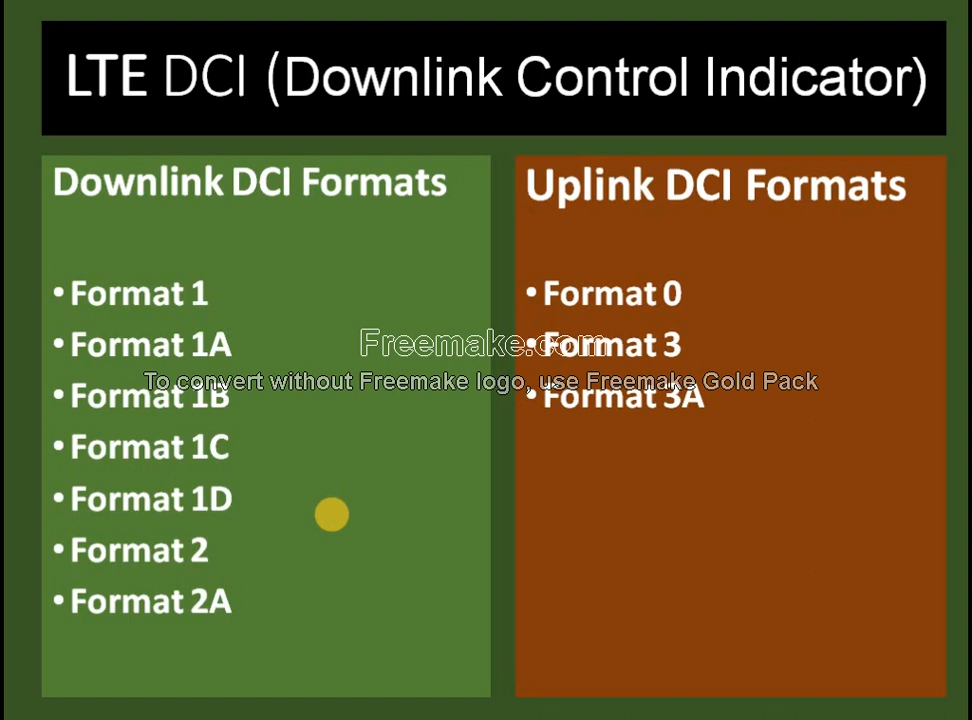 LTE DCI (Downlink Control Indicator)
Downlink DCI Formats
• Format 1
• Format 1A
• Format 1B
• Format 1C
• Format 1D
• Format 2
• Format 2A
Uplink DCI Formats
• Format 0
• Format 3
• Format 3A
Freemake.com
To convert without Freemake logo, use Freemake Gold Pack